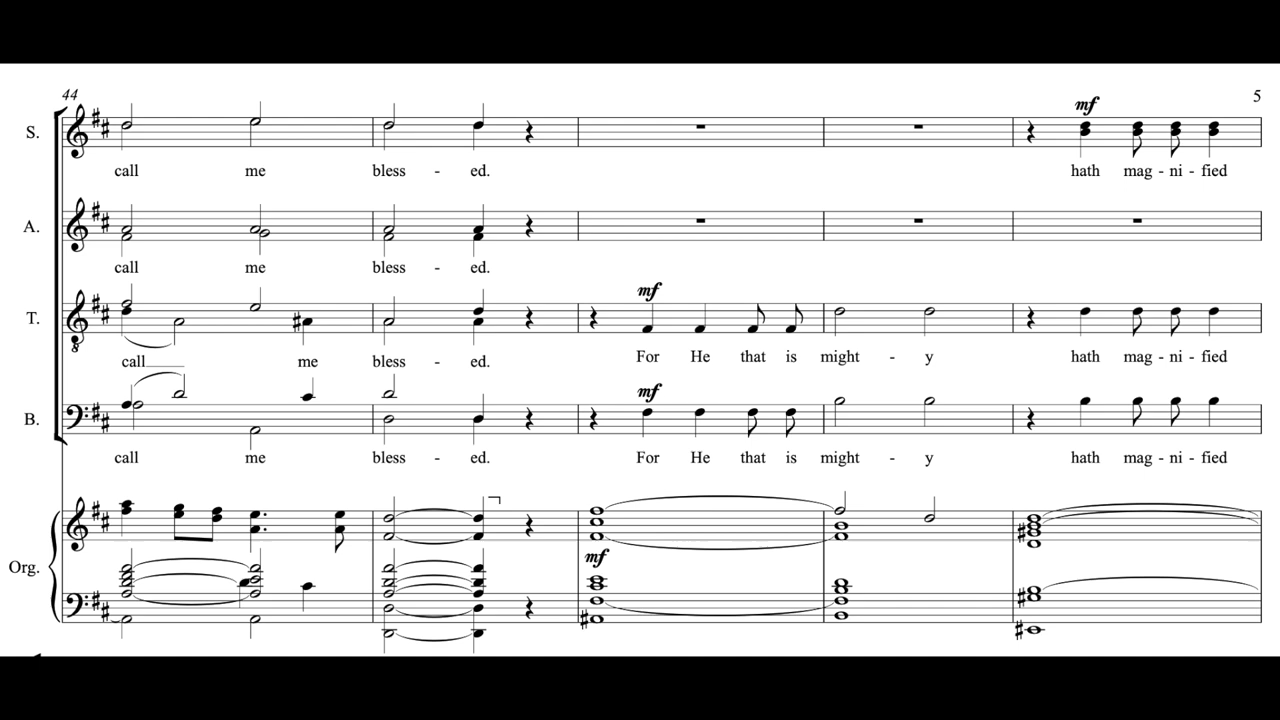 44
5
mf
S.
call me bless - ed. hath mag - ni - fied
A.
call me bless - ed.
mf
T.
call me bless - ed. For He that is might - y hath mag - ni - fied
mf
B.
call me bless - ed. For He that is might - y hath mag - ni - fied
mf
Org.